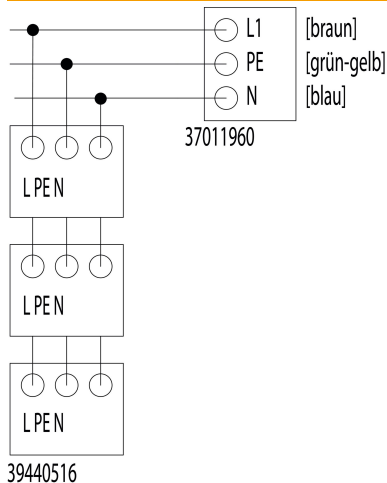 L1 [braun]
PE [grün-gelb]
N [blau]
37011960
L PE N
L PE N
L PE N
39440516